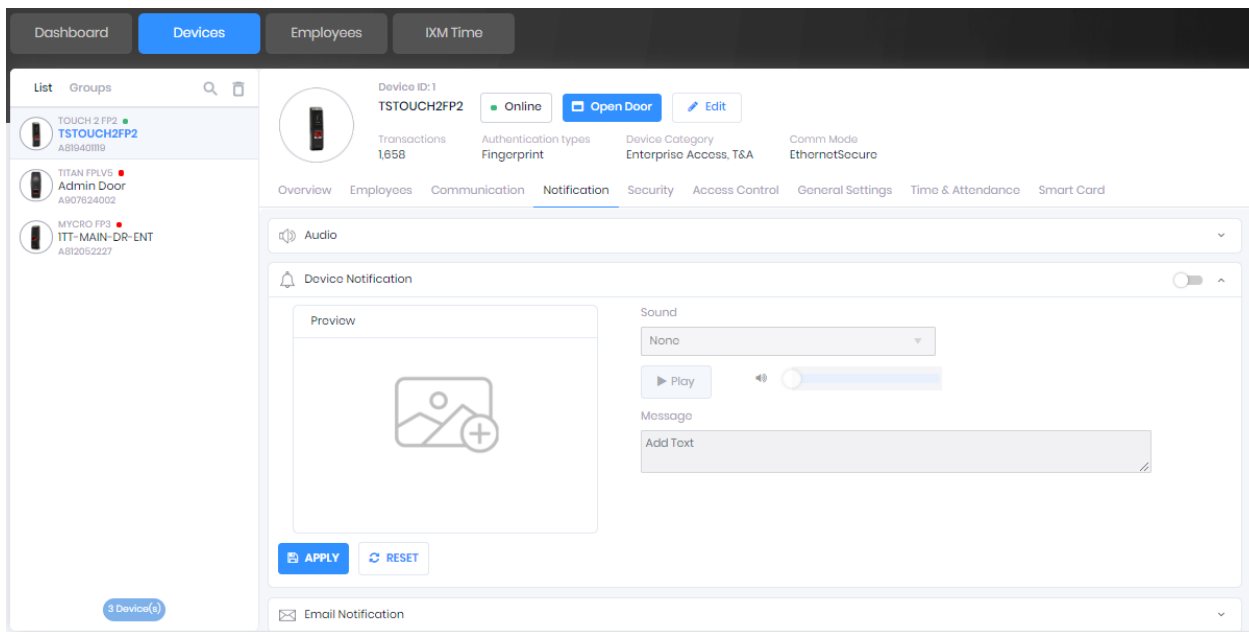 Dashboard
Devices
Employees
IXM Time
List Groups
TOUCH 2 FP2
TSTOUCH2FP2
A819401119
TITAN FPLV5
Admin Door
A907624002
MYCRO FP3
1TT-MAIN-DR-ENT
A812052227
3 Device(s)
Device ID: 1
TSTOUCH2FP2
Online
Open Door
Edit
Transactions
1,658
Authentication types
Fingerprint
Device Category
Enterprise Access, T&A
Comm Mode
EthernetSecure
Overview Employees Communication Notification Security Access Control General Settings Time & Attendance Smart Card
Audio
Device Notification
Preview
Sound
None
Play
Message
Add Text
APPLY
RESET
Email Notification